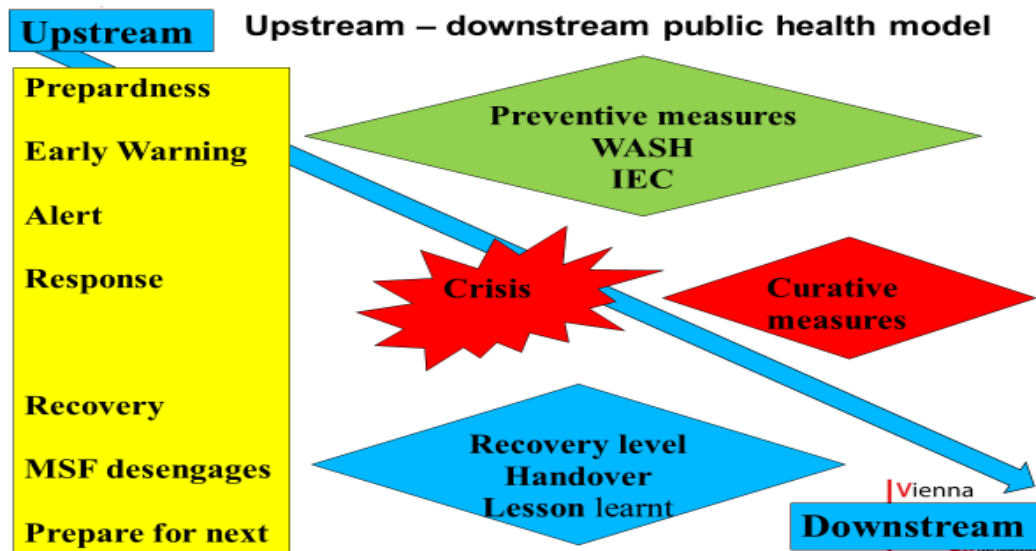 Upstream
Upstream – downstream public health model
Prepardness
Early Warning
Alert
Response
Recovery
MSF desengages
Prepare for next
Preventive measures
WASH
IEC
Crisis
Curative
measures
Recovery level
Handover
Lesson learnt
Vienna
Downstream